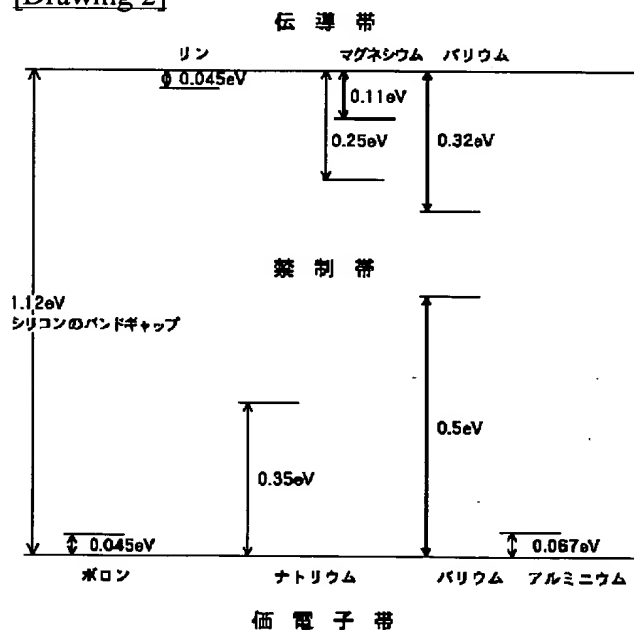 [Drawing 2]
伝導帯
リン マグネシウム バリウム
0.045eV
0.11eV
0.25eV 0.32eV
禁制帯
1.12eV
シリコンのバンドギャップ
0.5eV
0.35eV
0.045eV 0.067eV
ボロン ナトリウム バリウム アルミニウム
価電子帯